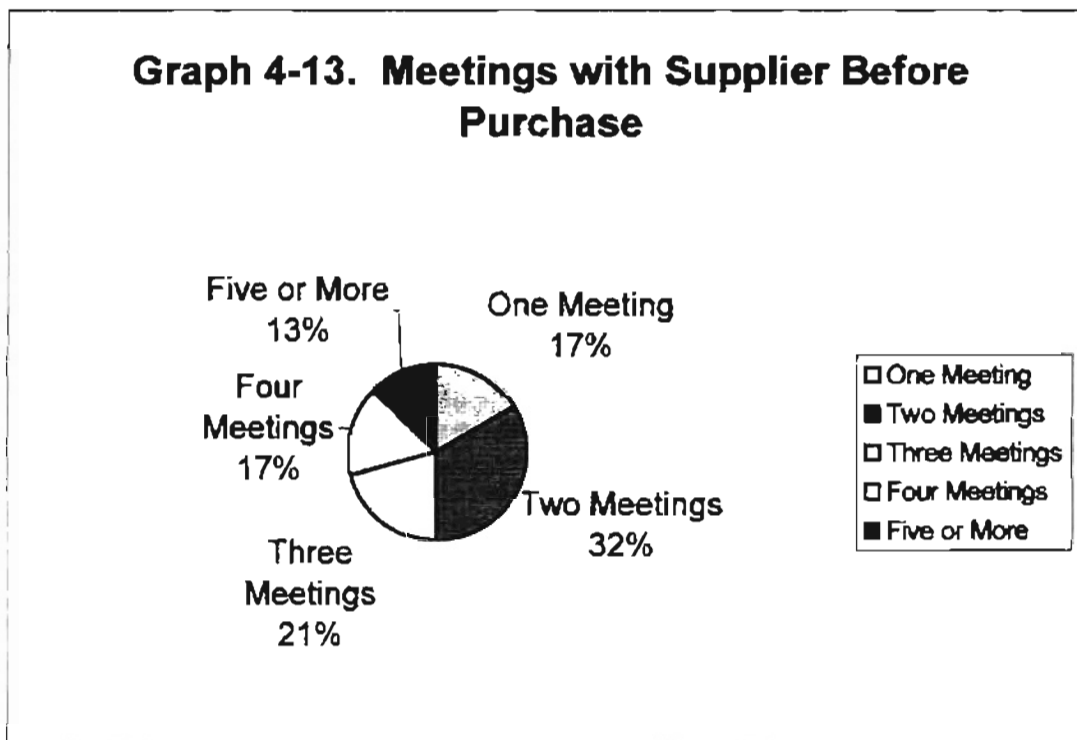 Graph 4-13. Meetings with Supplier Before
Purchase
Five or More
13%
One Meeting
17%
Four
Meetings
17%
Two Meetings
32%
Three
Meetings
21%
One Meeting
Two Meetings
Three Meetings
Four Meetings
Five or More